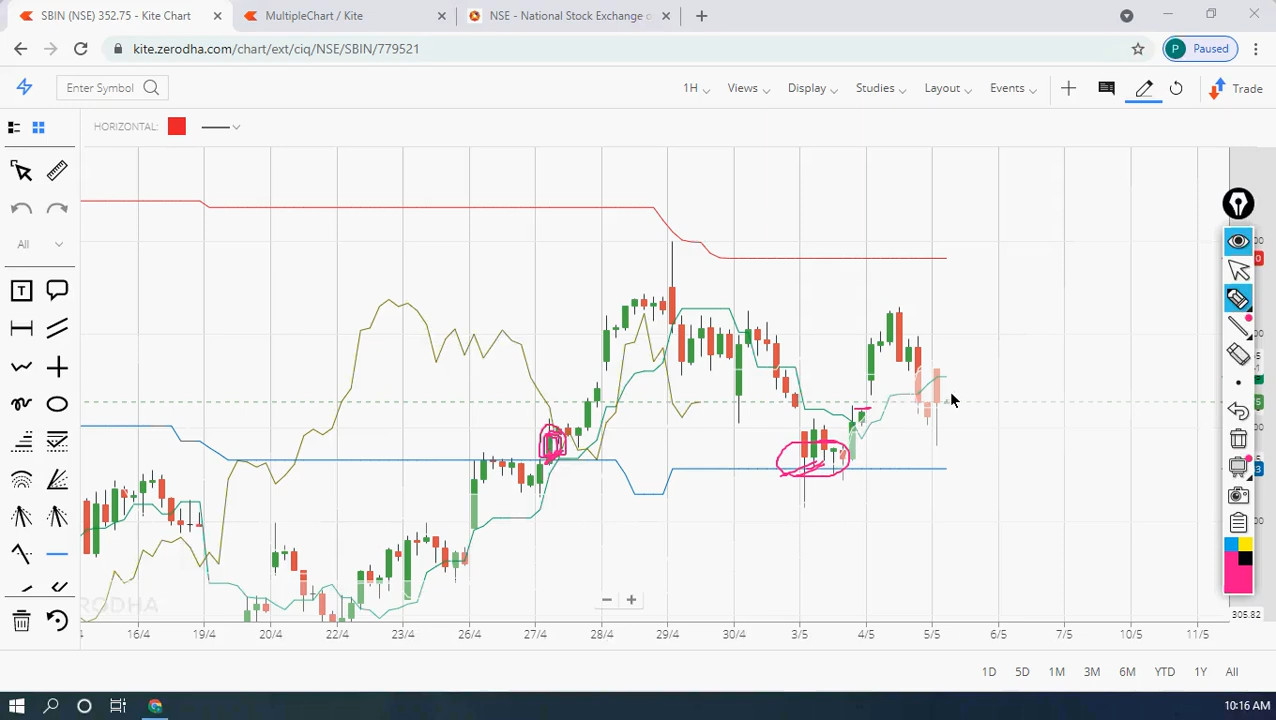 SBIN (NSE) 352.75 - Kite Chart
MultipleChart / Kite
NSE - National Stock Exchange o
kite.zerodha.com/chart/ext/ciq/NSE/SBIN/779521
P Paused
Enter Symbol
1H
Views
Display
Studies
Layout
Events
Trade
HORIZONTAL:
All
T
ERODHA
305.82
16/4 19/4 20/4 22/4 23/4 26/4 27/4 28/4 29/4 30/4 3/5 4/5 5/5 6/5 7/5 10/5 11/5
1D 5D 1M 3M 6M YTD 1Y All
10:16 AM